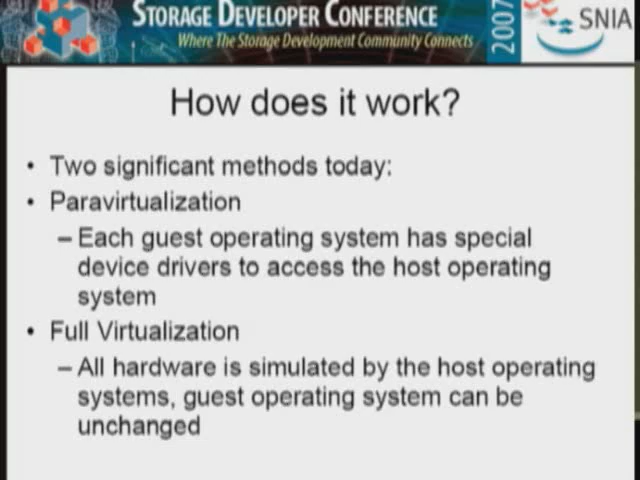 STORAGE DEVELOPER CONFERENCE
Where The Storage Development Community Connects
2007
SNIA
How does it work?
• Two significant methods today:
• Paravirtualization
– Each guest operating system has special
device drivers to access the host operating
system
• Full Virtualization
– All hardware is simulated by the host operating
systems, guest operating system can be
unchanged